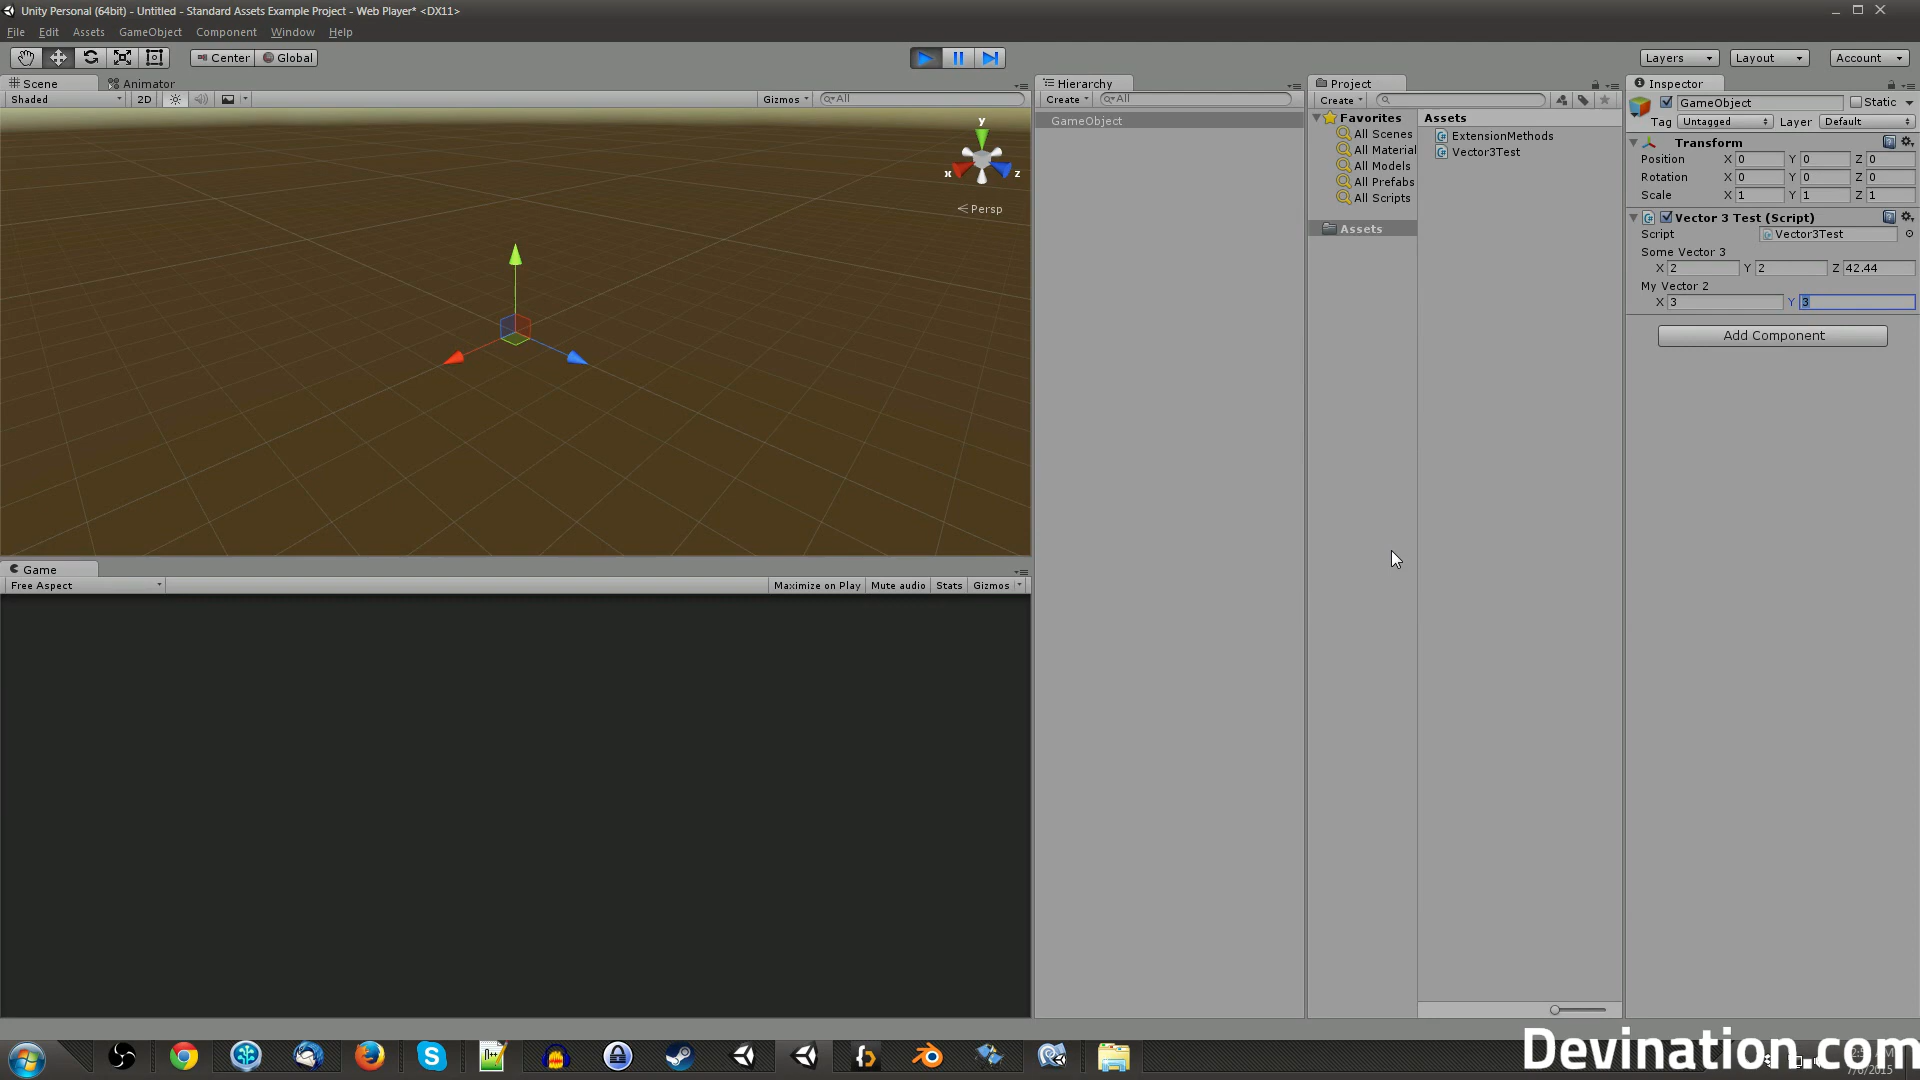 Unity Personal (64bit) - Untitled - Standard Assets Example Project - Web Player* <DX11>
File Edit Assets GameObject Component Window Help
Center Global
Layers Layout Account
Scene Animator
Shaded 2D Gizmos All
y
x z
Persp
Game
Free Aspect Maximize on Play Mute audio Stats Gizmos
Hierarchy
Create All
GameObject
Project
Create
Favorites
All Scenes
All Material
All Models
All Prefabs
All Scripts
Assets
Assets
ExtensionMethods
Vector3Test
Inspector
GameObject Static
Tag Untagged Layer Default
Transform
Position X 0 Y 0 Z 0
Rotation X 0 Y 0 Z 0
Scale X 1 Y 1 Z 1
Vector 3 Test (Script)
Script Vector3Test
Some Vector 3
X 2 Y 2 Z 42.44
My Vector 2
X 3 Y 3
Add Component
Devination.com